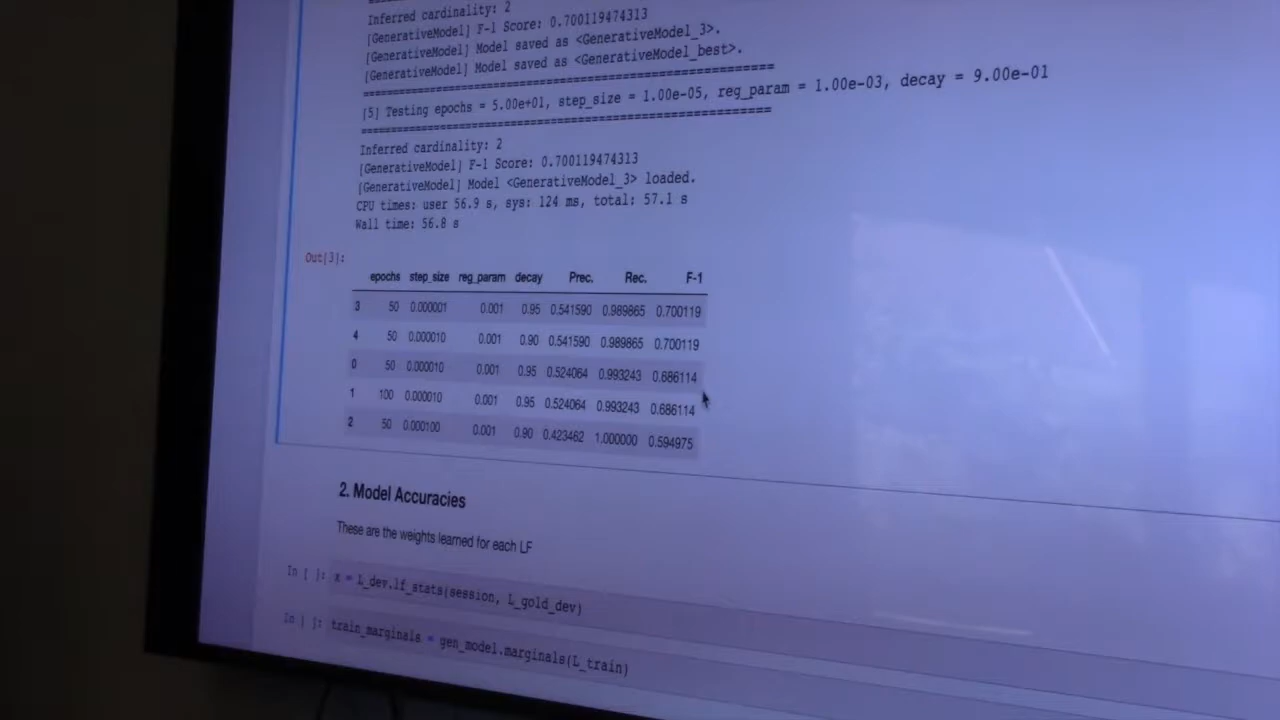 Inferred cardinality: 2
[GenerativeModel] F-1 Score: 0.700119474313
[GenerativeModel] Model saved as <GenerativeModel_3>.
[GenerativeModel] Model saved as <GenerativeModel_best>.
============================================================
[5] Testing epochs = 5.00e+01, step_size = 1.00e-05, reg_param = 1.00e-03, decay = 9.00e-01
============================================================
Inferred cardinality: 2
[GenerativeModel] F-1 Score: 0.700119474313
[GenerativeModel] Model <GenerativeModel_3> loaded.
CPU times: user 56.9 s, sys: 124 ms, total: 57.1 s
Wall time: 56.8 s
Out[3]:
epochs step_size reg_param decay Prec. Rec. F-1
3 50 0.000001 0.001 0.95 0.541590 0.989865 0.700119
4 50 0.000010 0.001 0.90 0.541590 0.989865 0.700119
0 50 0.000010 0.001 0.95 0.524064 0.993243 0.686114
1 100 0.000010 0.001 0.95 0.524064 0.993243 0.686114
2 50 0.000100 0.001 0.90 0.423462 1.000000 0.594975
2. Model Accuracies
These are the weights learned for each LF
In [ ]: x = L_dev.lf_stats(session, L_gold_dev)
In [ ]: train_marginals = gen_model.marginals(L_train)